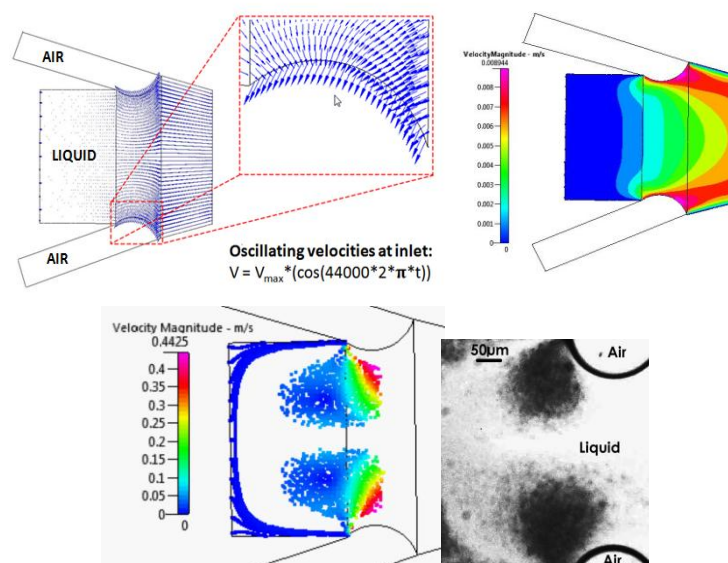 AIR
LIQUID
AIR
Oscillating velocities at inlet:
V = Vmax*(cos(44000*2*π*t))
VelocityMagnitude - m/s
0.008944
0.008
0.007
0.006
0.005
0.004
0.003
0.002
0.001
0
Velocity Magnitude - m/s
0.4425
0.4
0.35
0.3
0.25
0.2
0.15
0.1
0.05
0
50μm
Air
Liquid
Air